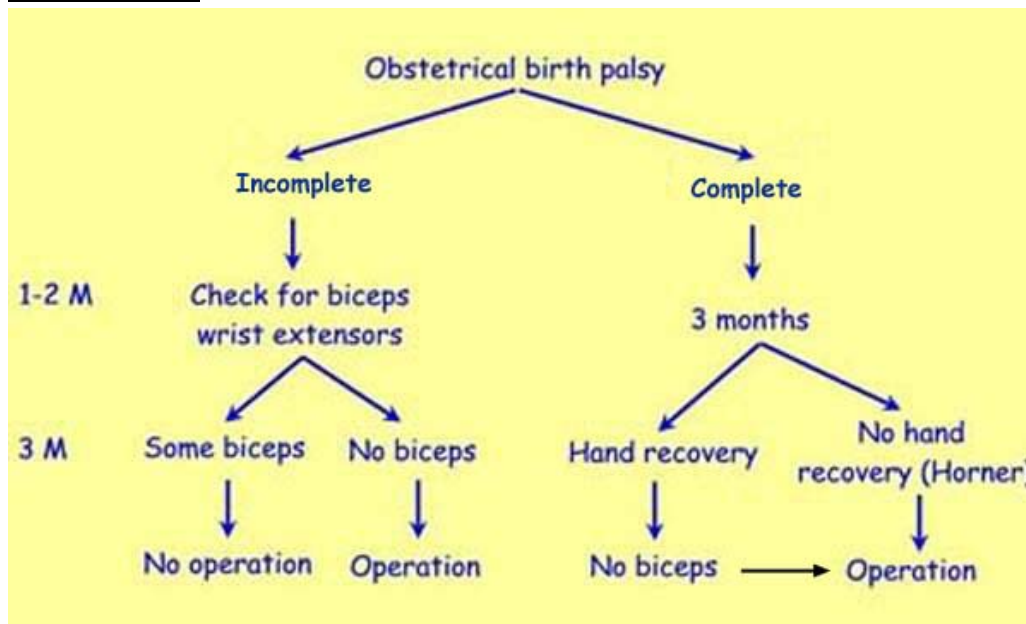 Obstetrical birth palsy
Incomplete
Complete
1-2 M
Check for biceps
wrist extensors
3 months
3 M
Some biceps
No biceps
Hand recovery
No hand
recovery (Horner)
No operation
Operation
No biceps
Operation